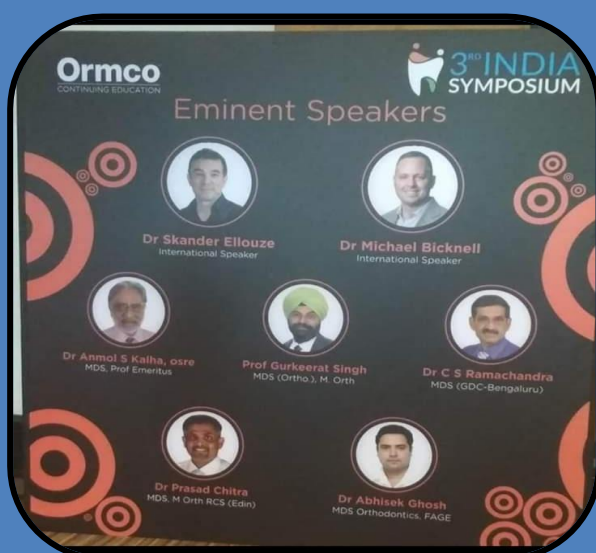 Ormco
CONTINUING EDUCATION
3RD INDIA
SYMPOSIUM
Eminent Speakers
Dr Skander Ellouze
International Speaker
Dr Michael Bicknell
International Speaker
Dr Anmol S Kalha, osre
MDS, Prof Emeritus
Prof Gurkeerat Singh
MDS (Ortho.), M. Orth
Dr C S Ramachandra
MDS (GDC-Bengaluru)
Dr Prasad Chitra
MDS, M Orth RCS (Edin)
Dr Abhisek Ghosh
MDS Orthodontics, FAGE